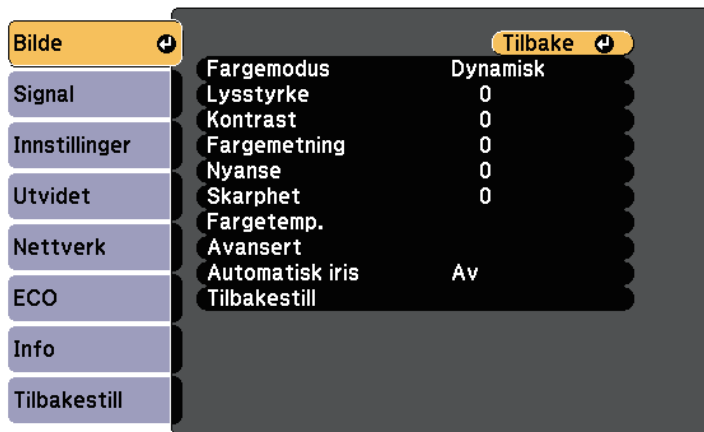 Bilde
Signal
Innstillinger
Utvidet
Nettverk
ECO
Info
Tilbakestill
Tilbake
Fargemodus Dynamisk
Lysstyrke 0
Kontrast 0
Fargemetning 0
Nyanse 0
Skarphet 0
Fargetemp.
Avansert
Automatisk iris Av
Tilbakestill